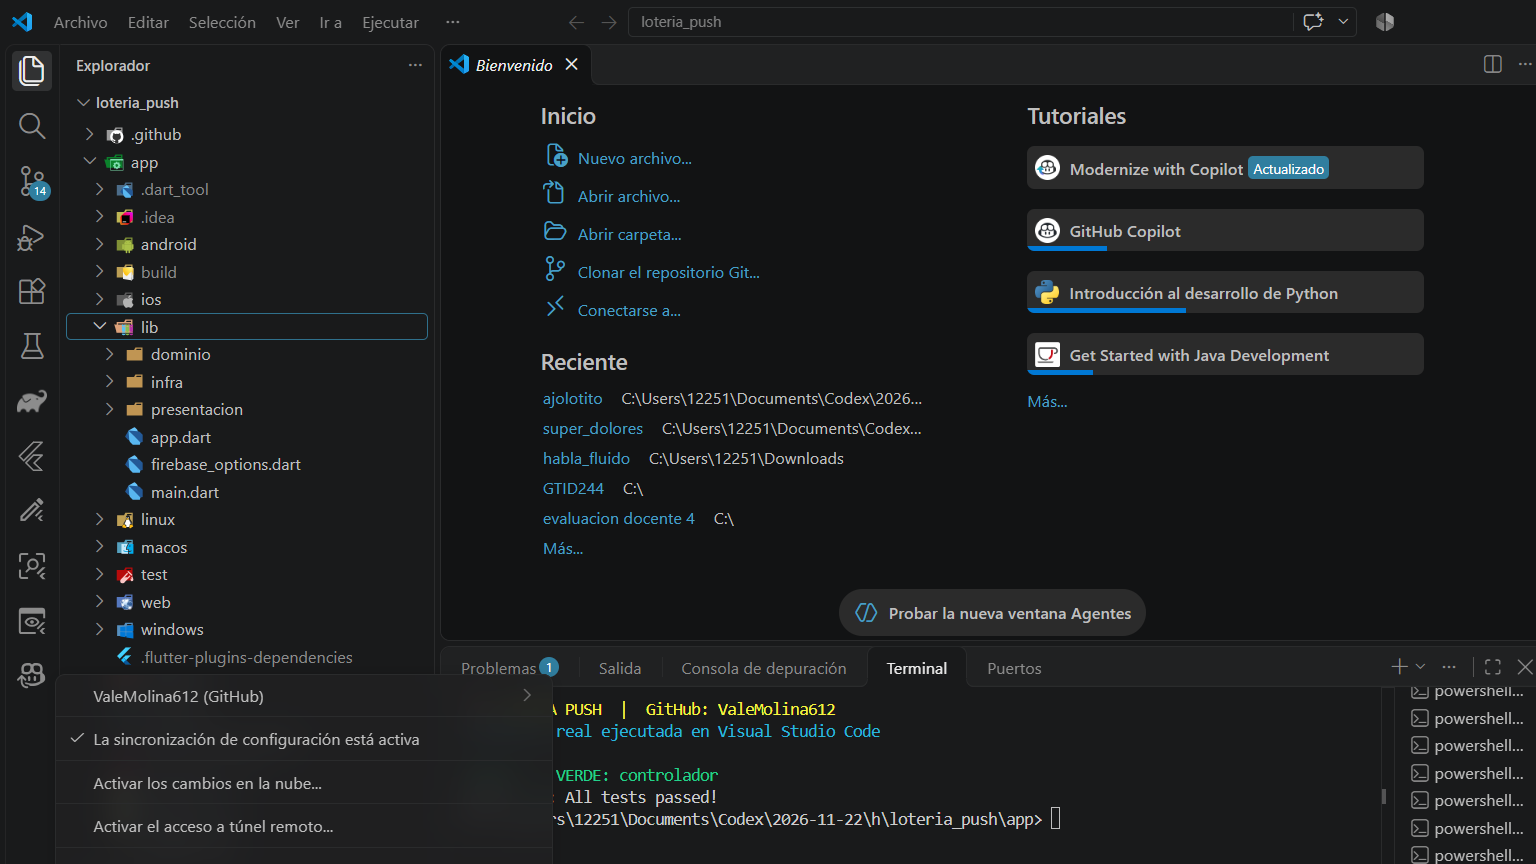 Archivo Editar Selección Ver Ir a Ejecutar ... loteria_push
Explorador
loteria_push
.github
app
.dart_tool
.idea
android
build
ios
lib
dominio
infra
presentacion
app.dart
firebase_options.dart
main.dart
linux
macos
test
web
windows
.flutter-plugins-dependencies
14
Bienvenido
Inicio
Nuevo archivo...
Abrir archivo...
Abrir carpeta...
Clonar el repositorio Git...
Conectarse a...
Reciente
ajolotito C:\Users\12251\Documents\Codex\2026...
super_dolores C:\Users\12251\Documents\Codex...
habla_fluido C:\Users\12251\Downloads
GTID244 C:\
evaluacion docente 4 C:\
Más...
Tutoriales
Modernize with Copilot Actualizado
GitHub Copilot
Introducción al desarrollo de Python
Get Started with Java Development
Más...
Probar la nueva ventana Agentes
Problemas 1 Salida Consola de depuración Terminal Puertos
PUSH | GitHub: ValeMolina612
real ejecutada en Visual Studio Code
VERDE: controlador
: All tests passed!
rs\12251\Documents\Codex\2026-11-22\h\loteria_push\app>
powershell...
powershell...
powershell...
powershell...
powershell...
powershell...
powershell...
ValeMolina612 (GitHub)
La sincronización de configuración está activa
Activar los cambios en la nube...
Activar el acceso a túnel remoto...